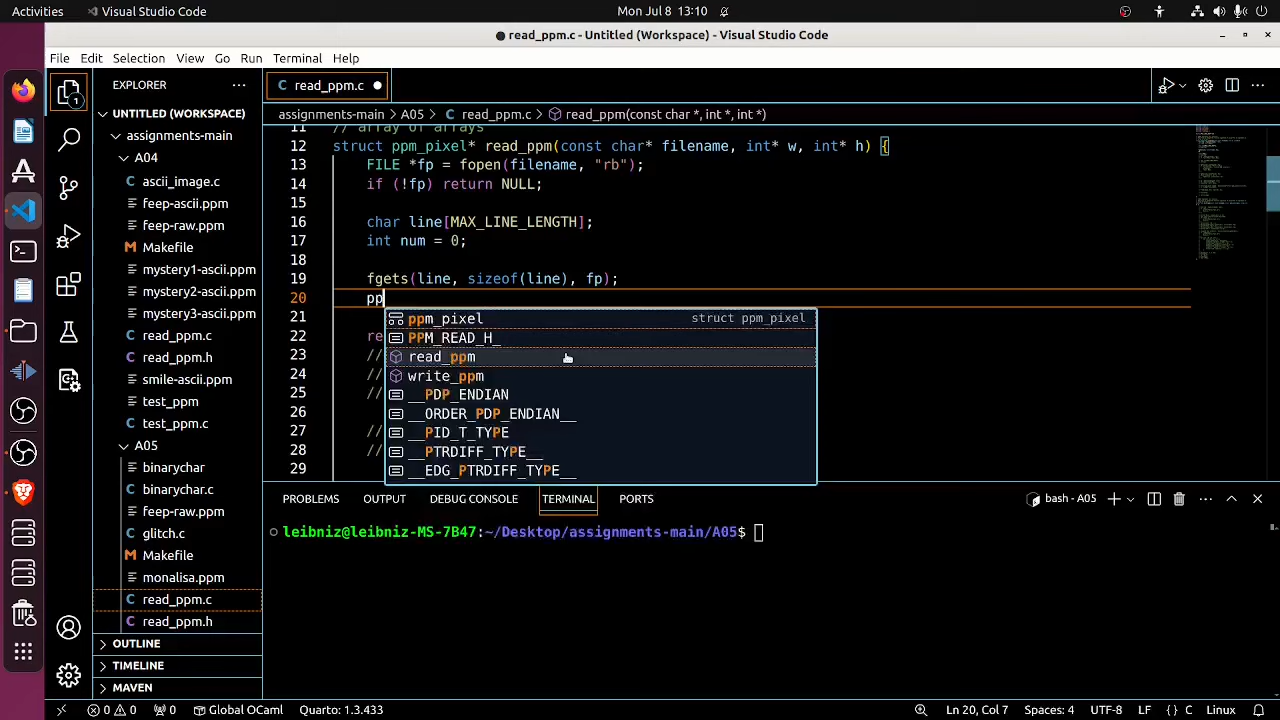 Activities Visual Studio Code Mon Jul 8 13:10
read_ppm.c - Untitled (Workspace) - Visual Studio Code
File Edit Selection View Go Run Terminal Help
EXPLORER
UNTITLED (WORKSPACE)
assignments-main
A04
ascii_image.c
feep-ascii.ppm
feep-raw.ppm
Makefile
mystery1-ascii.ppm
mystery2-ascii.ppm
mystery3-ascii.ppm
read_ppm.c
read_ppm.h
smile-ascii.ppm
test_ppm
test_ppm.c
A05
binarychar
binarychar.c
feep-raw.ppm
glitch.c
Makefile
monalisa.ppm
read_ppm.c
read_ppm.h
OUTLINE
TIMELINE
MAVEN
C read_ppm.c
assignments-main > A05 > C read_ppm.c > read_ppm(const char *, int *, int *)
11 // array of arrays
12 struct ppm_pixel* read_ppm(const char* filename, int* w, int* h) {
13 FILE *fp = fopen(filename, "rb");
14 if (!fp) return NULL;
15
16 char line[MAX_LINE_LENGTH];
17 int num = 0;
18
19 fgets(line, sizeof(line), fp);
20 pp
21
22 re
23 //
24 //
25 //
26
27 //
28 //
29
ppm_pixel struct ppm_pixel
PPM_READ_H_
read_ppm
write_ppm
__PDP_ENDIAN
__ORDER_PDP_ENDIAN__
__PID_T_TYPE
__PTRDIFF_TYPE__
__EDG_PTRDIFF_TYPE__
PROBLEMS OUTPUT DEBUG CONSOLE TERMINAL PORTS
bash - A05
leibniz@leibniz-MS-7B47:~/Desktop/assignments-main/A05$
0 0 0 Global OCaml Quarto: 1.3.433 Ln 20, Col 7 Spaces: 4 UTF-8 LF {} C Linux